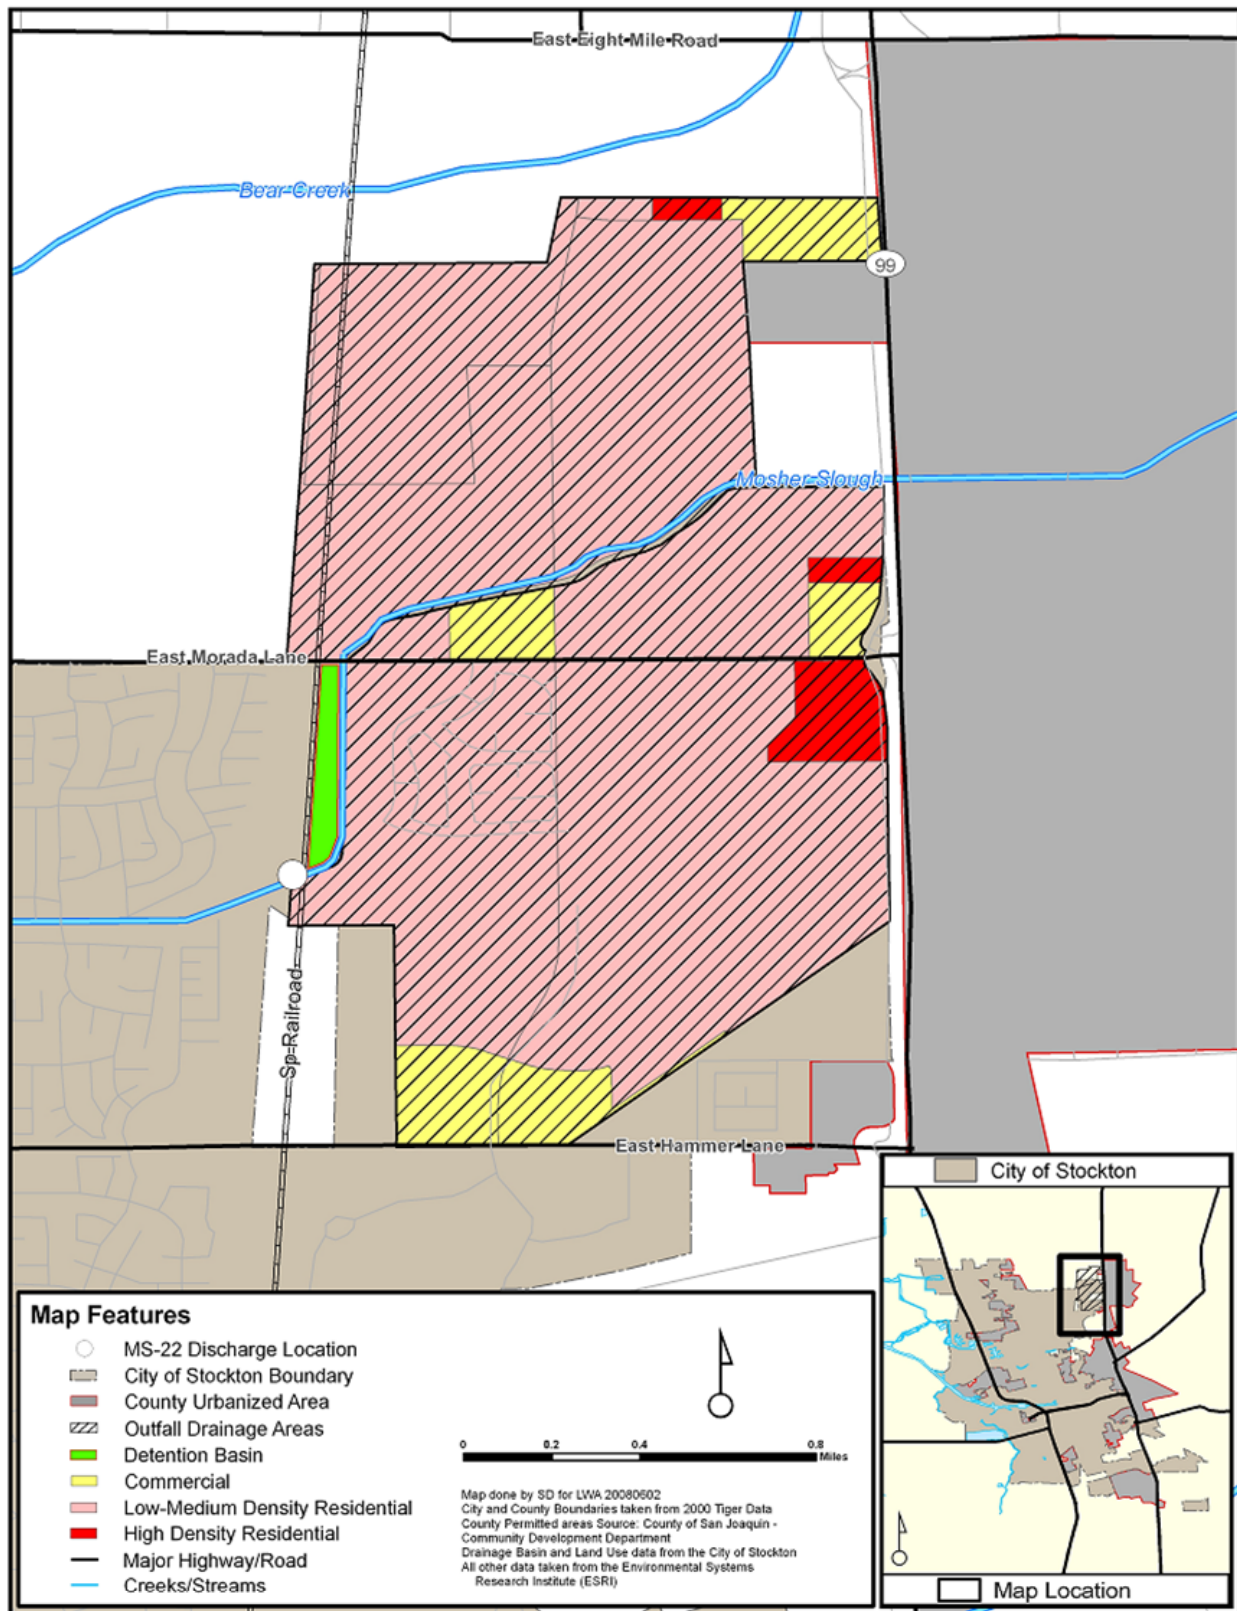 East Eight Mile Road
Bear Creek
99
Mosher Slough
East Morada Lane
Sp Railroad
East Hammer Lane
City of Stockton
Map Features
MS-22 Discharge Location
City of Stockton Boundary
County Urbanized Area
Outfall Drainage Areas
Detention Basin
Commercial
Low-Medium Density Residential
High Density Residential
Major Highway/Road
Creeks/Streams
0 0.2 0.4 0.8
Miles
Map done by SD for LWA 20080602
City and County Boundaries taken from 2000 Tiger Data
County Permitted areas Source: County of San Joaquin -
Community Development Department
Drainage Basin and Land Use data from the City of Stockton
All other data taken from the Environmental Systems
Research Institute (ESRI)
Map Location